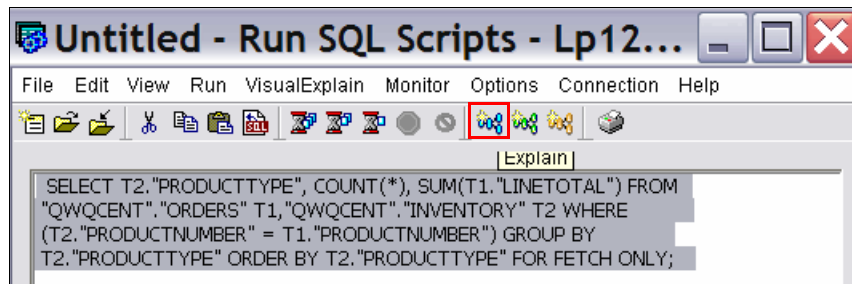 Untitled - Run SQL Scripts - Lp12...
File Edit View Run VisualExplain Monitor Options Connection Help
SQL
Explain
SELECT T2."PRODUCTTYPE", COUNT(*), SUM(T1."LINETOTAL") FROM
"QWQCENT"."ORDERS" T1,"QWQCENT"."INVENTORY" T2 WHERE
(T2."PRODUCTNUMBER" = T1."PRODUCTNUMBER") GROUP BY
T2."PRODUCTTYPE" ORDER BY T2."PRODUCTTYPE" FOR FETCH ONLY;